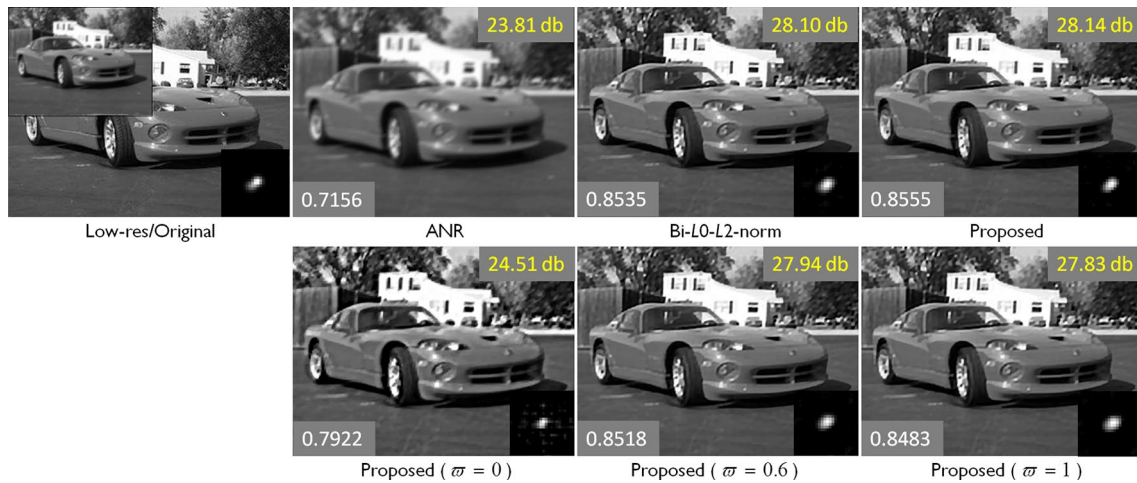 23.81 db
28.10 db
28.14 db
0.7156
0.8535
0.8555
Low-res/Original
ANR
Bi-L0-L2-norm
Proposed
24.51 db
27.94 db
27.83 db
0.7922
0.8518
0.8483
Proposed ( ϖ = 0 )
Proposed ( ϖ = 0.6 )
Proposed ( ϖ = 1 )